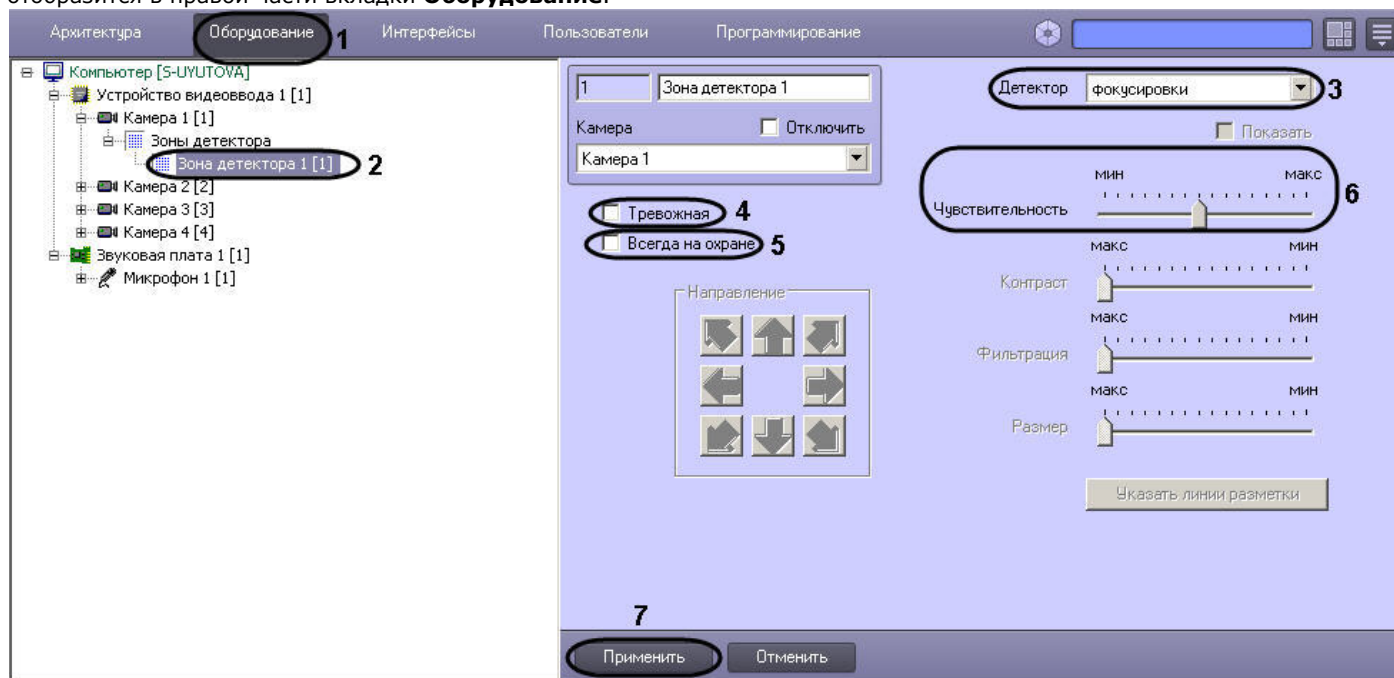 отобразится в правой части вкладки Оборудование.
Архитектура Оборудование 1 Интерфейсы Пользователи Программирование
Компьютер [S-UYUTOVA]
Устройство видеоввода 1 [1]
Камера 1 [1]
Зоны детектора
Зона детектора 1 [1] 2
Камера 2 [2]
Камера 3 [3]
Камера 4 [4]
Звуковая плата 1 [1]
Микрофон 1 [1]
1 Зона детектора 1
Камера Отключить
Камера 1
Тревожная 4
Всегда на охране 5
Направление
Детектор фокусировки 3
Показать
мин макс
Чувствительность 6
макс мин
Контраст
макс мин
Фильтрация
макс мин
Размер
Указать линии разметки
7
Применить Отменить